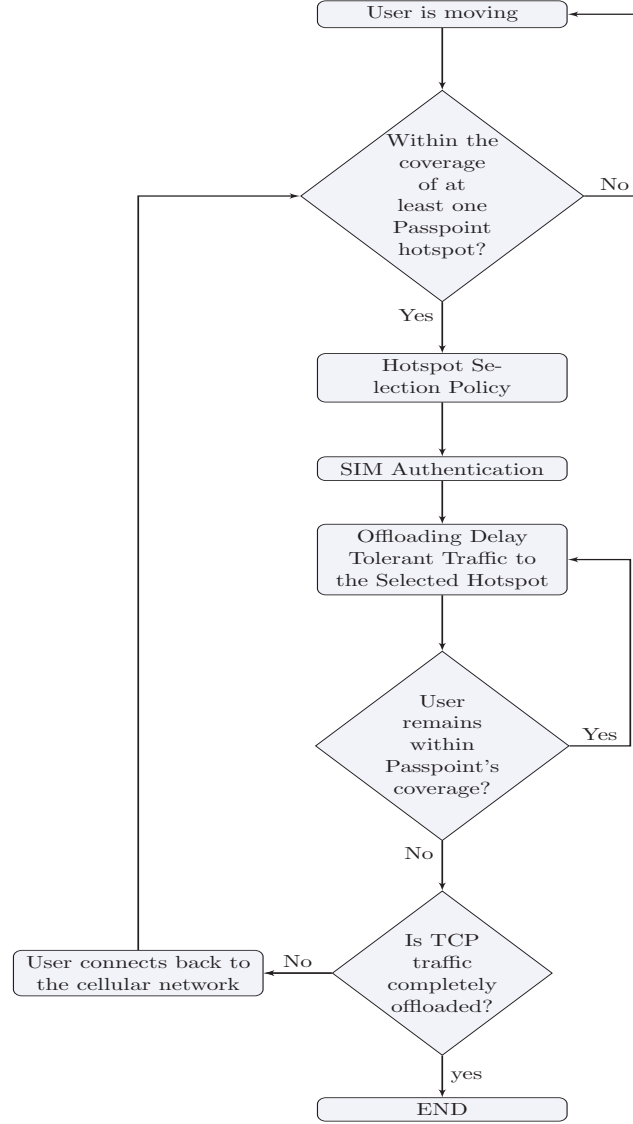 User is moving
Within the
coverage
of at
least one
Passpoint
hotspot?
No
Yes
Hotspot Se-
lection Policy
SIM Authentication
Offloading Delay
Tolerant Traffic to
the Selected Hotspot
User
remains
within
Passpoint's
coverage?
Yes
No
Is TCP
traffic
completely
offloaded?
No
User connects back to
the cellular network
yes
END